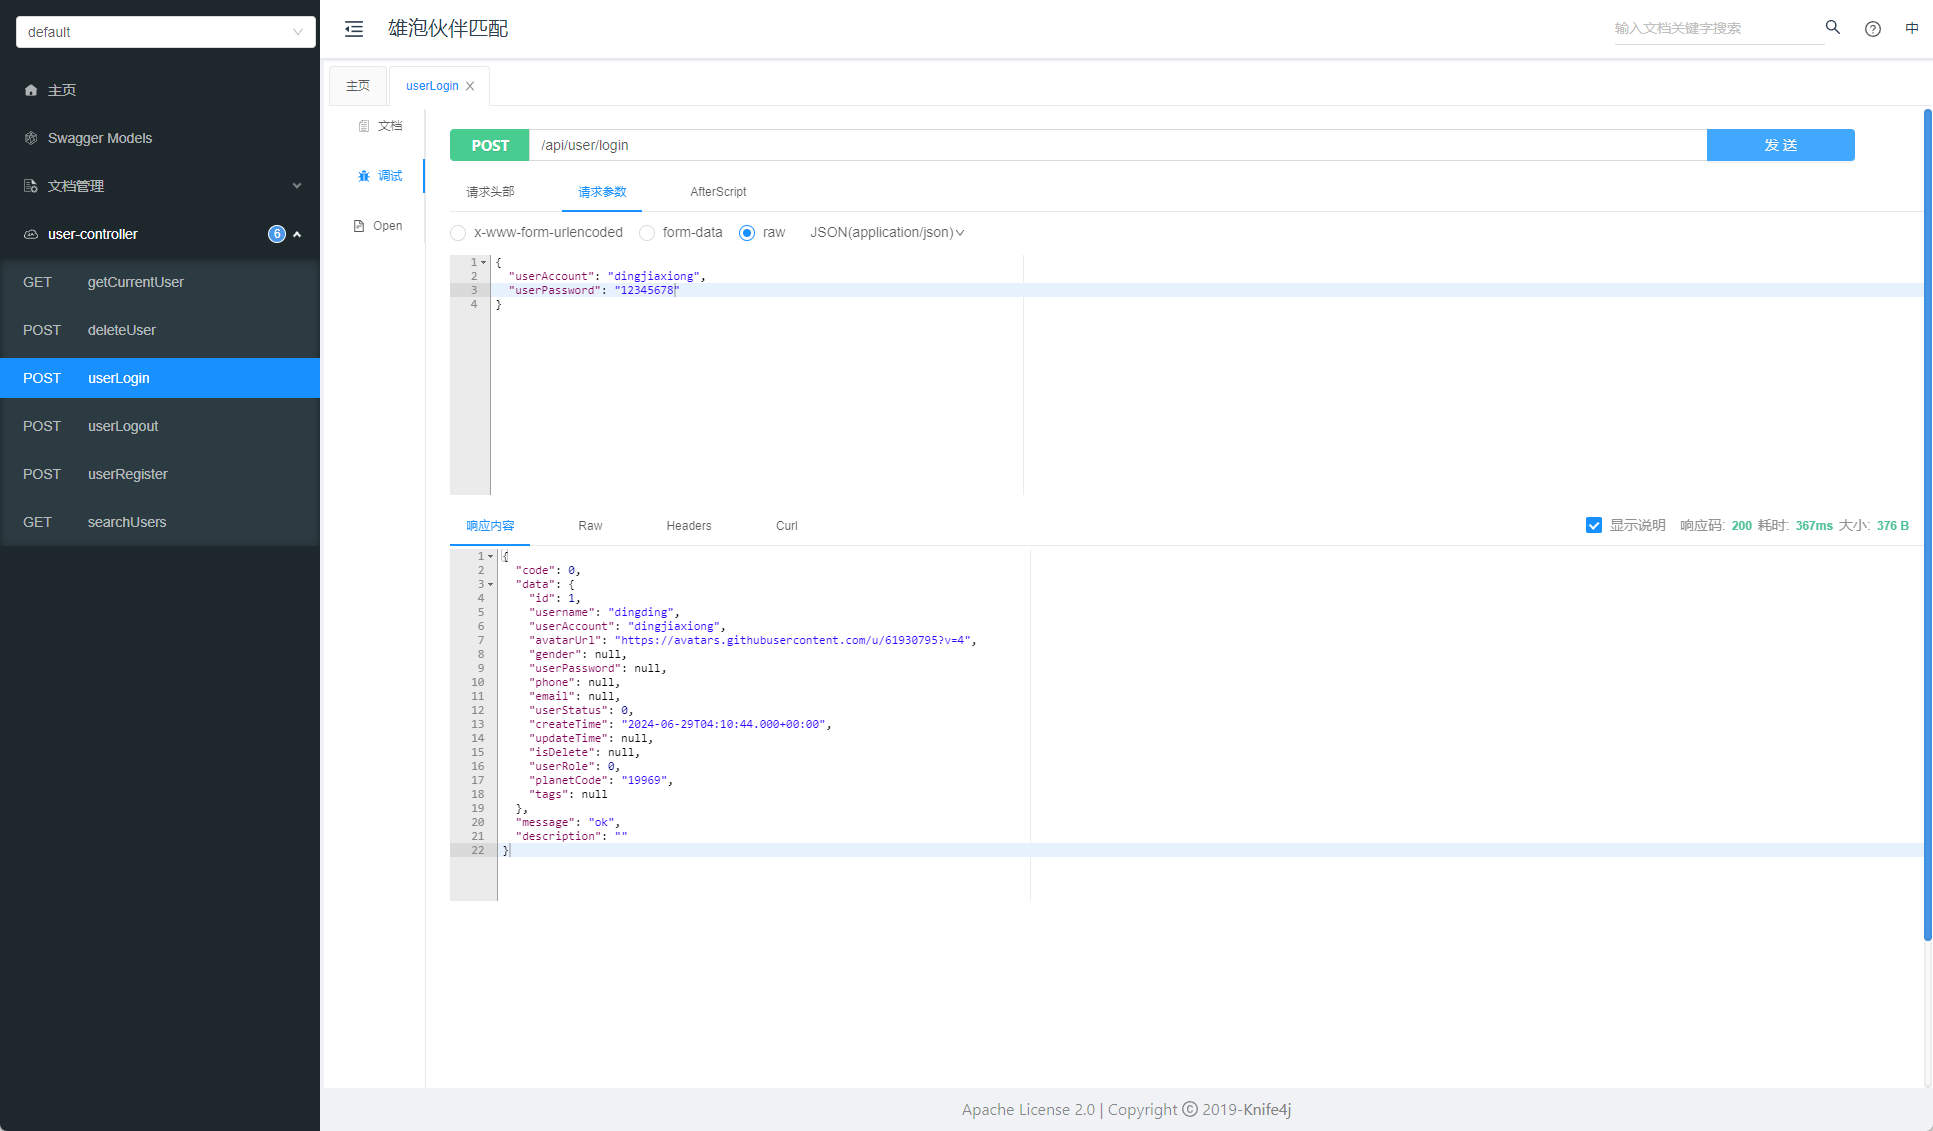 default
主页
Swagger Models
文档管理
user-controller
6
GET getCurrentUser
POST deleteUser
POST userLogin
POST userLogout
POST userRegister
GET searchUsers
雄泡伙伴匹配
输入文档关键字搜索
中
主页
userLogin
文档
调试
Open
POST /api/user/login 发 送
请求头部 请求参数 AfterScript
x-www-form-urlencoded form-data raw JSON(application/json)
1 {
2 "userAccount": "dingjiaxiong",
3 "userPassword": "12345678"
4 }
响应内容 Raw Headers Curl
显示说明 响应码: 200 耗时: 367ms 大小: 376 B
1 {
2 "code": 0,
3 "data": {
4 "id": 1,
5 "username": "dingding",
6 "userAccount": "dingjiaxiong",
7 "avatarUrl": "https://avatars.githubusercontent.com/u/61930795?v=4",
8 "gender": null,
9 "userPassword": null,
10 "phone": null,
11 "email": null,
12 "userStatus": 0,
13 "createTime": "2024-06-29T04:10:44.000+00:00",
14 "updateTime": null,
15 "isDelete": null,
16 "userRole": 0,
17 "planetCode": "19969",
18 "tags": null
19 },
20 "message": "ok",
21 "description": ""
22 }
Apache License 2.0 | Copyright © 2019-Knife4j